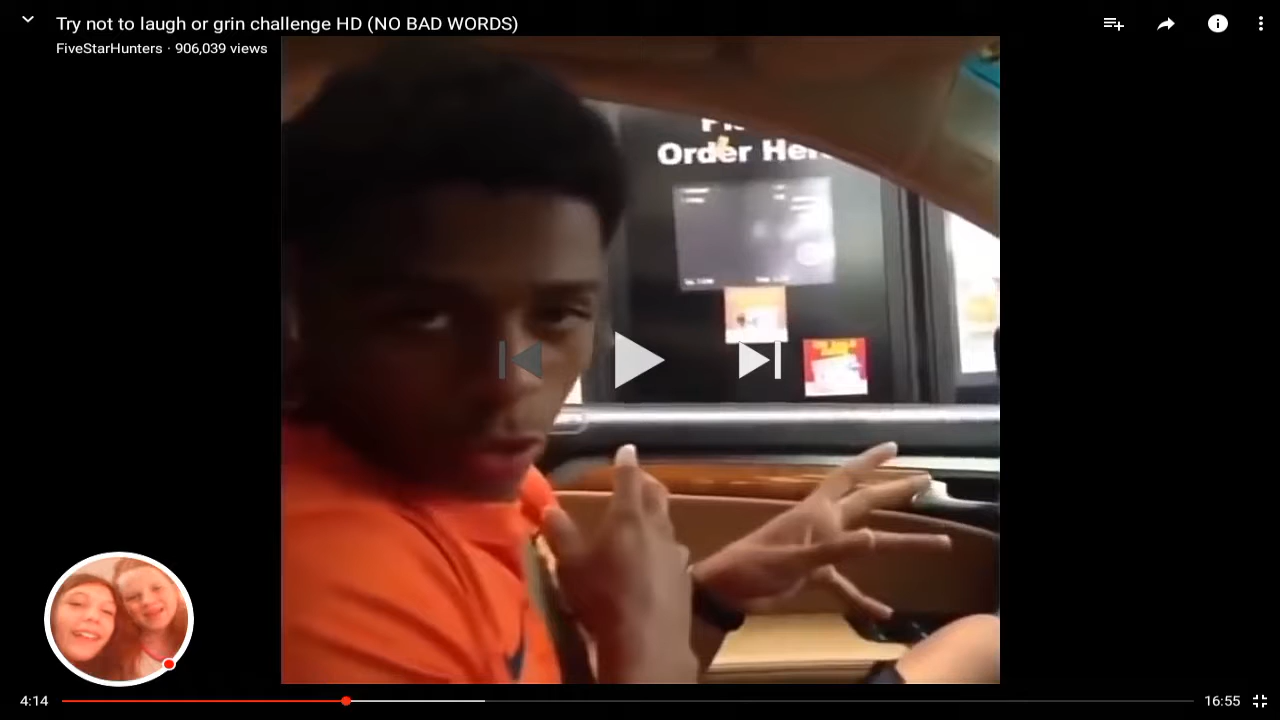 Try not to laugh or grin challenge HD (NO BAD WORDS)
FiveStarHunters · 906,039 views
Order Here
4:14
16:55